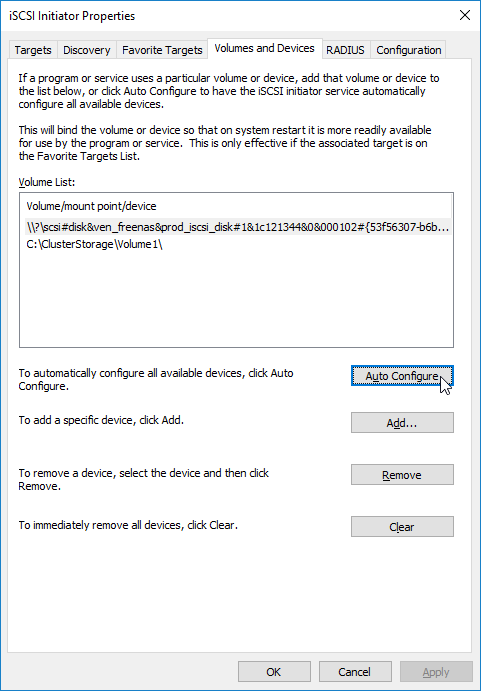 iSCSI Initiator Properties
Targets Discovery Favorite Targets Volumes and Devices RADIUS Configuration
If a program or service uses a particular volume or device, add that volume or device to
the list below, or click Auto Configure to have the iSCSI initiator service automatically
configure all available devices.
This will bind the volume or device so that on system restart it is more readily available
for use by the program or service.  This is only effective if the associated target is on
the Favorite Targets List.
Volume List:
Volume/mount point/device
\\?\scsi#disk&ven_freenas&prod_iscsi_disk#1&1c121344&0&000102#{53f56307-b6b...
C:\ClusterStorage\Volume1\
To automatically configure all available devices, click Auto
Configure.
Auto Configure
To add a specific device, click Add.
Add...
To remove a device, select the device and then click
Remove.
Remove
To immediately remove all devices, click Clear.
Clear
OK Cancel Apply